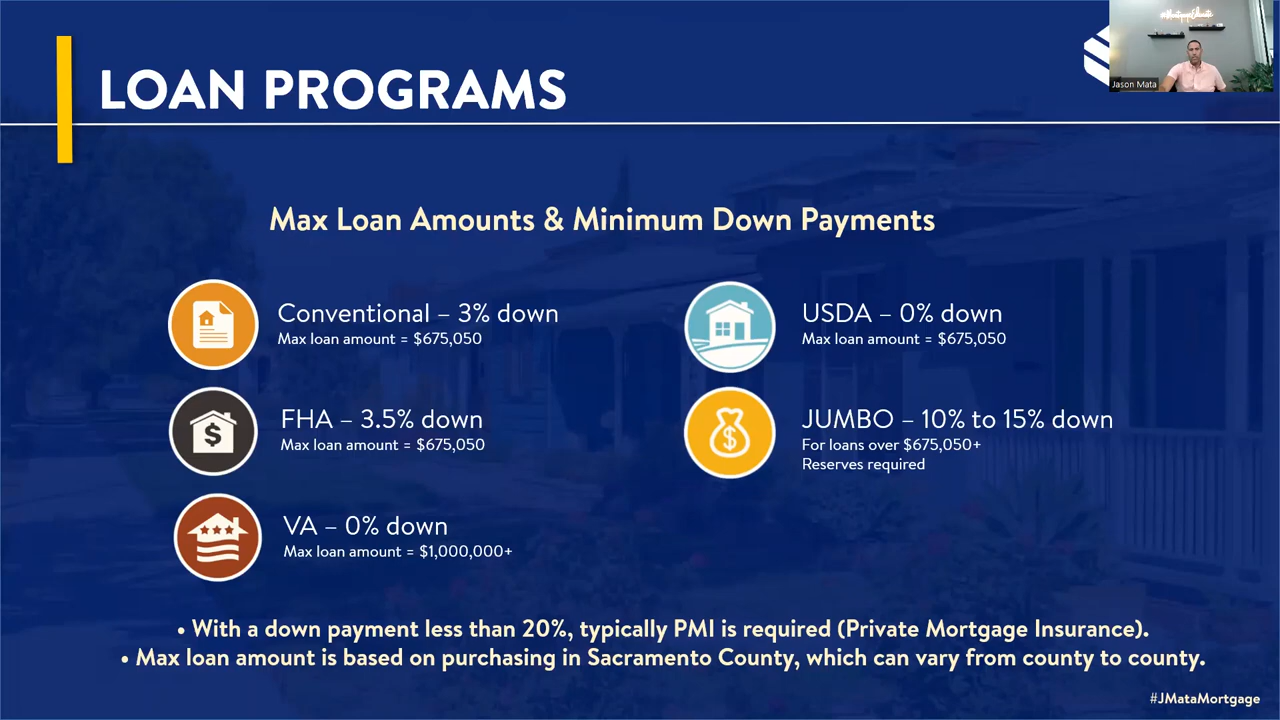 LOAN PROGRAMS
Jason Mata
Max Loan Amounts & Minimum Down Payments
Conventional – 3% down
Max loan amount = $675,050
FHA – 3.5% down
Max loan amount = $675,050
VA – 0% down
Max loan amount = $1,000,000+
USDA – 0% down
Max loan amount = $675,050
JUMBO – 10% to 15% down
For loans over $675,050+
Reserves required
• With a down payment less than 20%, typically PMI is required (Private Mortgage Insurance).
• Max loan amount is based on purchasing in Sacramento County, which can vary from county to county.
#JMataMortgage